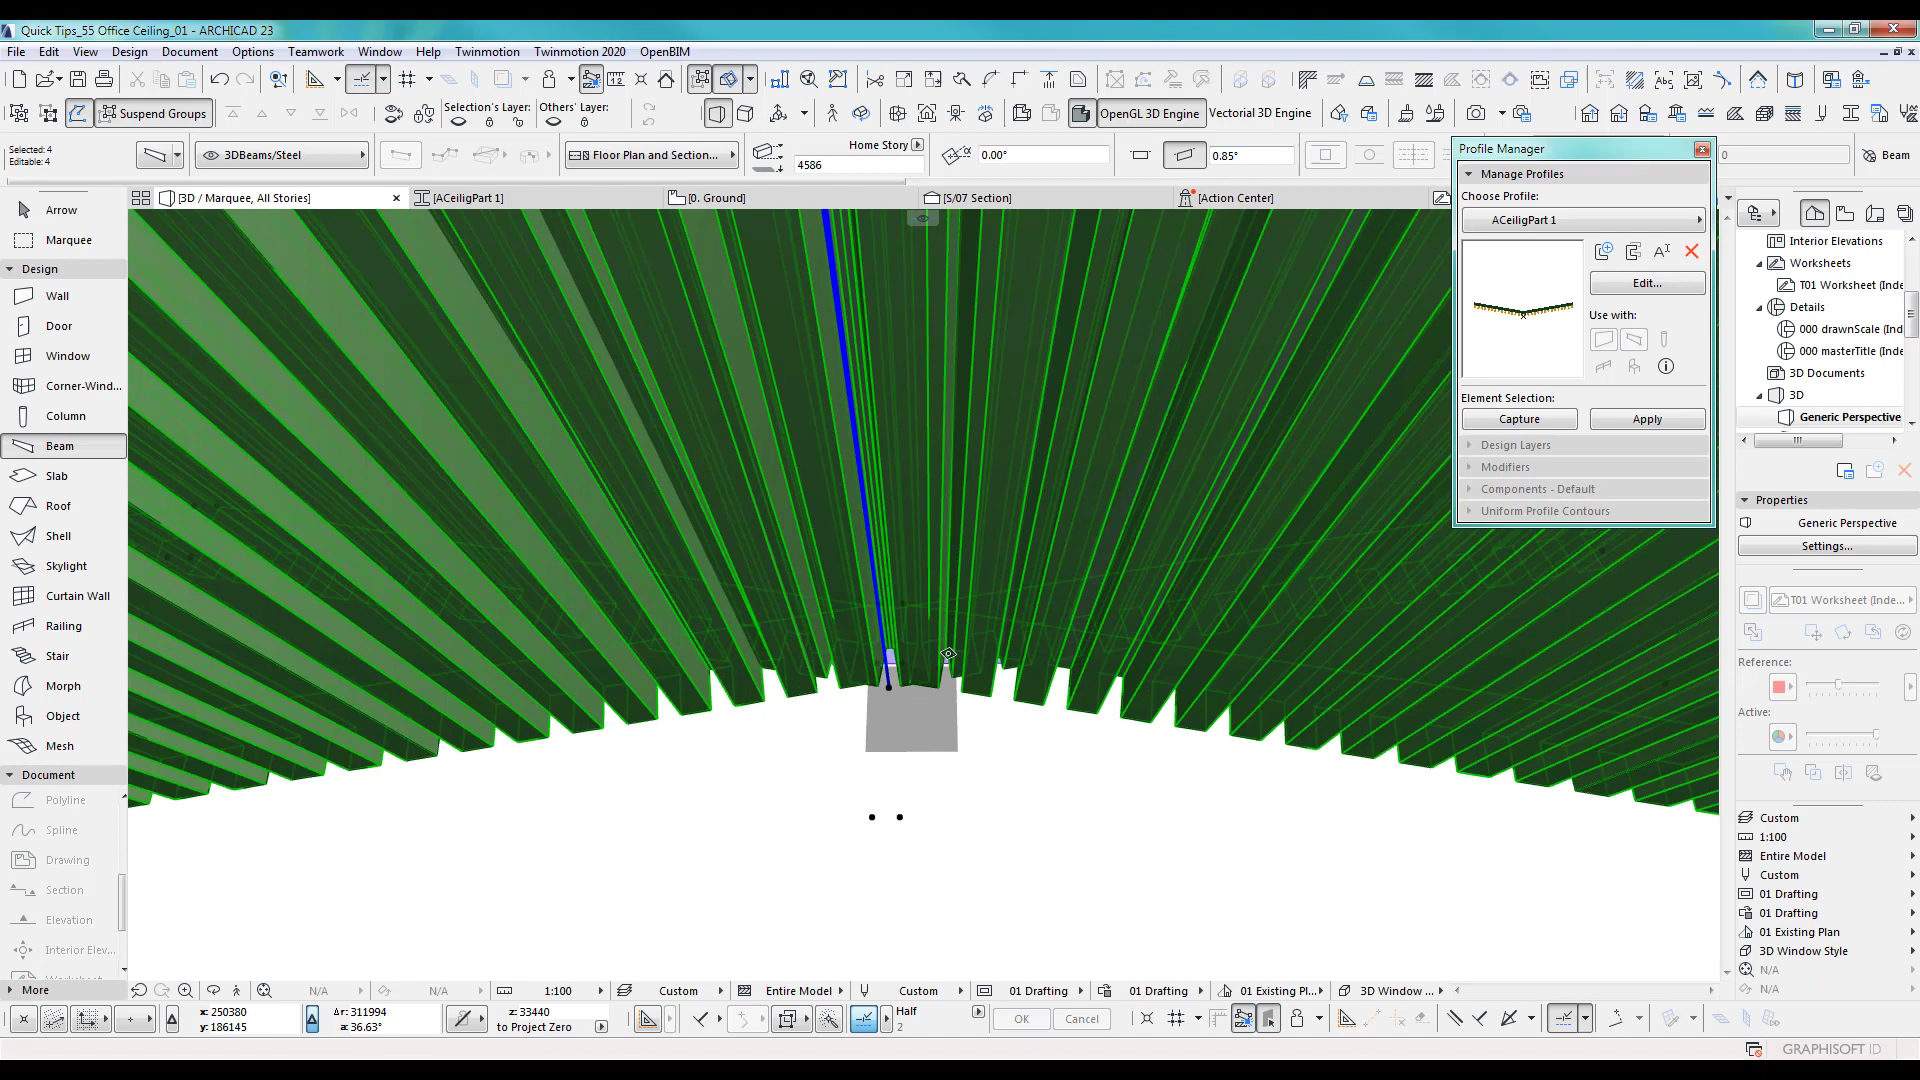 Quick Tips_55 Office Ceiling_01 - ARCHICAD 23
File Edit View Design Document Options Teamwork Window Help Twinmotion Twinmotion 2020 OpenBIM
Suspend Groups
Selection's Layer:
Others' Layer:
OpenGL 3D Engine
Vectorial 3D Engine
Selected: 4
Editable: 4
3DBeams/Steel
Floor Plan and Section...
Home Story
4586
0.00°
0.85°
0
Beam
[3D / Marquee, All Stories]
[ACeiligPart 1]
[0. Ground]
[S/07 Section]
[Action Center]
Arrow
Marquee
Design
Wall
Door
Window
Corner-Wind...
Column
Beam
Slab
Roof
Shell
Skylight
Curtain Wall
Railing
Stair
Morph
Object
Mesh
Document
Polyline
Spline
Drawing
Section
Elevation
Interior Elev...
More
Profile Manager
Manage Profiles
Choose Profile:
ACeiligPart 1
Edit...
Use with:
Element Selection:
Capture
Apply
Design Layers
Modifiers
Components - Default
Uniform Profile Contours
Interior Elevations
Worksheets
T01 Worksheet (Inde
Details
000 drawnScale (Ind
000 masterTitle (Inde
3D Documents
3D
Generic Perspective
Properties
Generic Perspective
Settings...
T01 Worksheet (Inde...
Reference:
Active:
Custom
1:100
Entire Model
Custom
01 Drafting
01 Drafting
01 Existing Plan
3D Window Style
N/A
N/A
N/A
N/A
1:100
Custom
Entire Model
Custom
01 Drafting
01 Drafting
01 Existing Pl...
3D Window ...
x: 250380
y: 186145
Δr: 311994
a: 36.63°
z: 33440
to Project Zero
Half
2
OK
Cancel
GRAPHISOFT ID